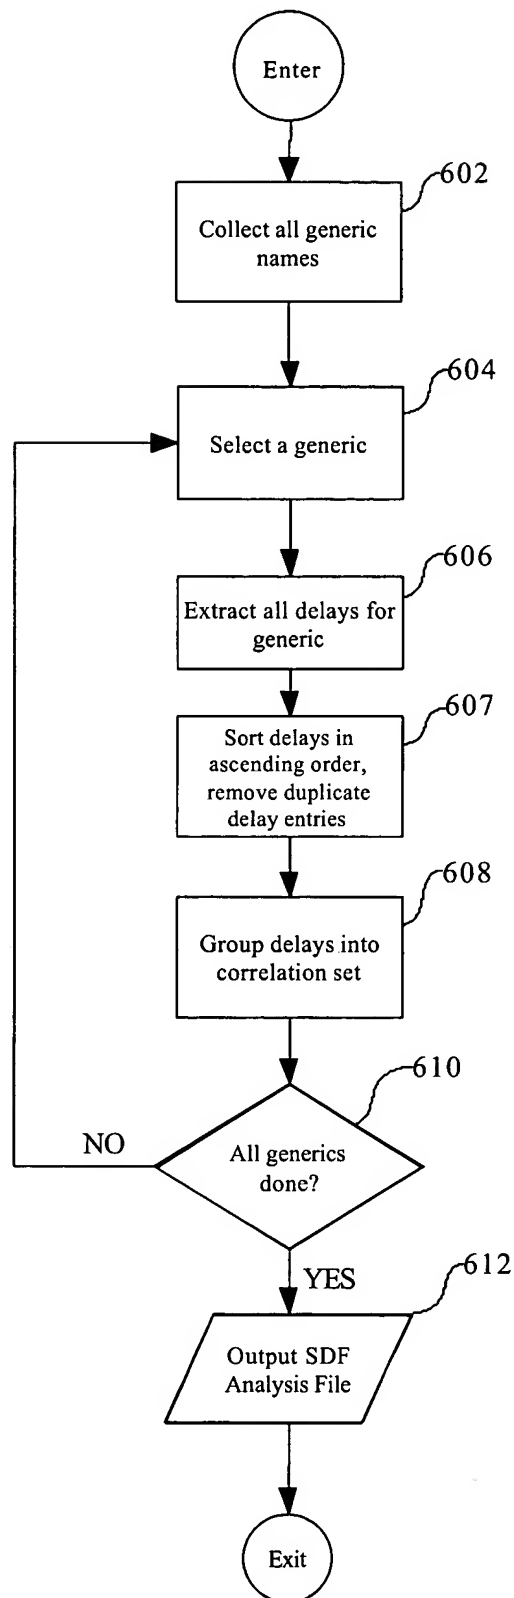 Enter
602
Collect all generic
names
604
Select a generic
606
Extract all delays for
generic
607
Sort delays in
ascending order,
remove duplicate
delay entries
608
Group delays into
correlation set
610
All generics
done?
NO
YES
612
Output SDF
Analysis File
Exit